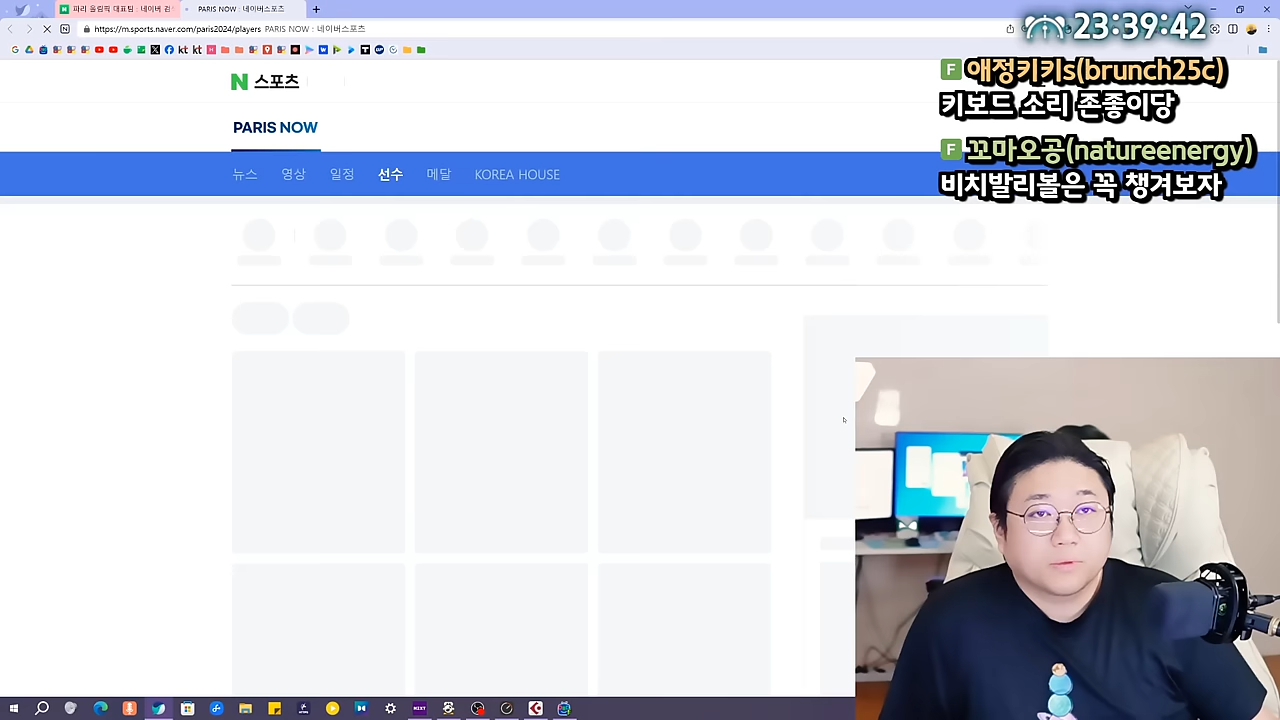 파리 올림픽 대표팀 : 네이버 검
PARIS NOW : 네이버스포츠
https://m.sports.naver.com/paris2024/players PARIS NOW : 네이버스포츠
23:39:42
N 스포츠
PARIS NOW
뉴스 영상 일정 선수 메달 KOREA HOUSE
F 애정키키s(brunch25c)
키보드 소리 존좋이당
F 꼬마오공(natureenergy)
비치발리볼은 꼭 챙겨보자